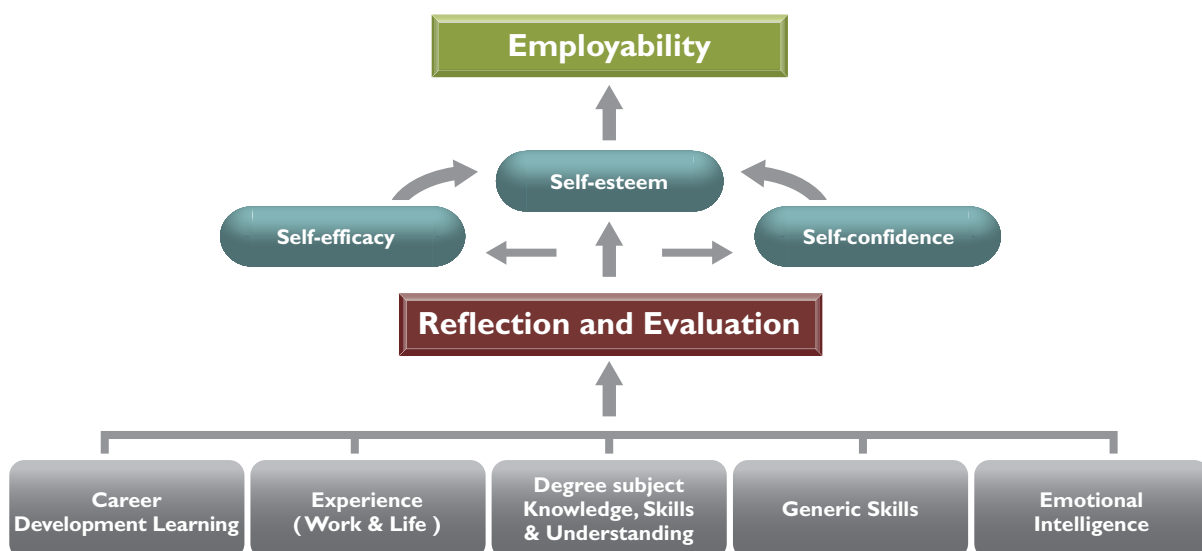 Employability
Self-esteem
Self-efficacy
Self-confidence
Reflection and Evaluation
Career
Development Learning
Experience
( Work & Life )
Degree subject
Knowledge, Skills
& Understanding
Generic Skills
Emotional
Intelligence